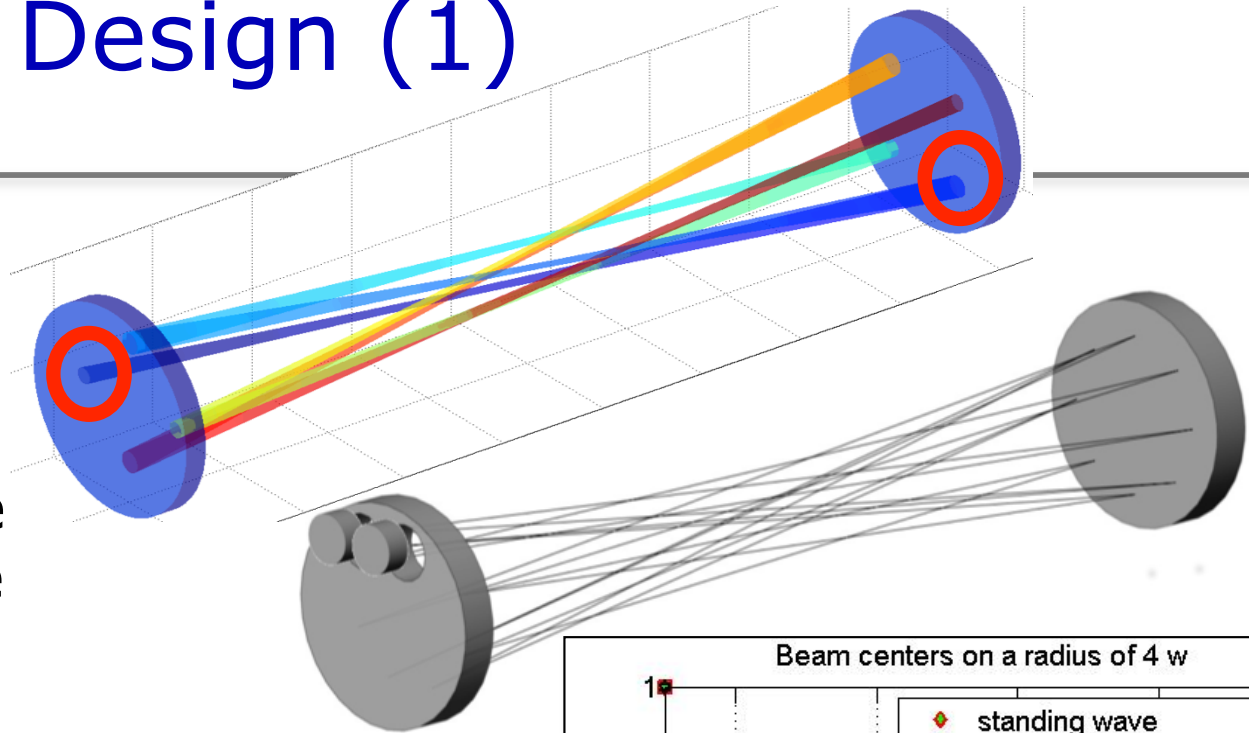 Design (1)
e
e
Beam centers on a radius of 4 w
1
standing wave